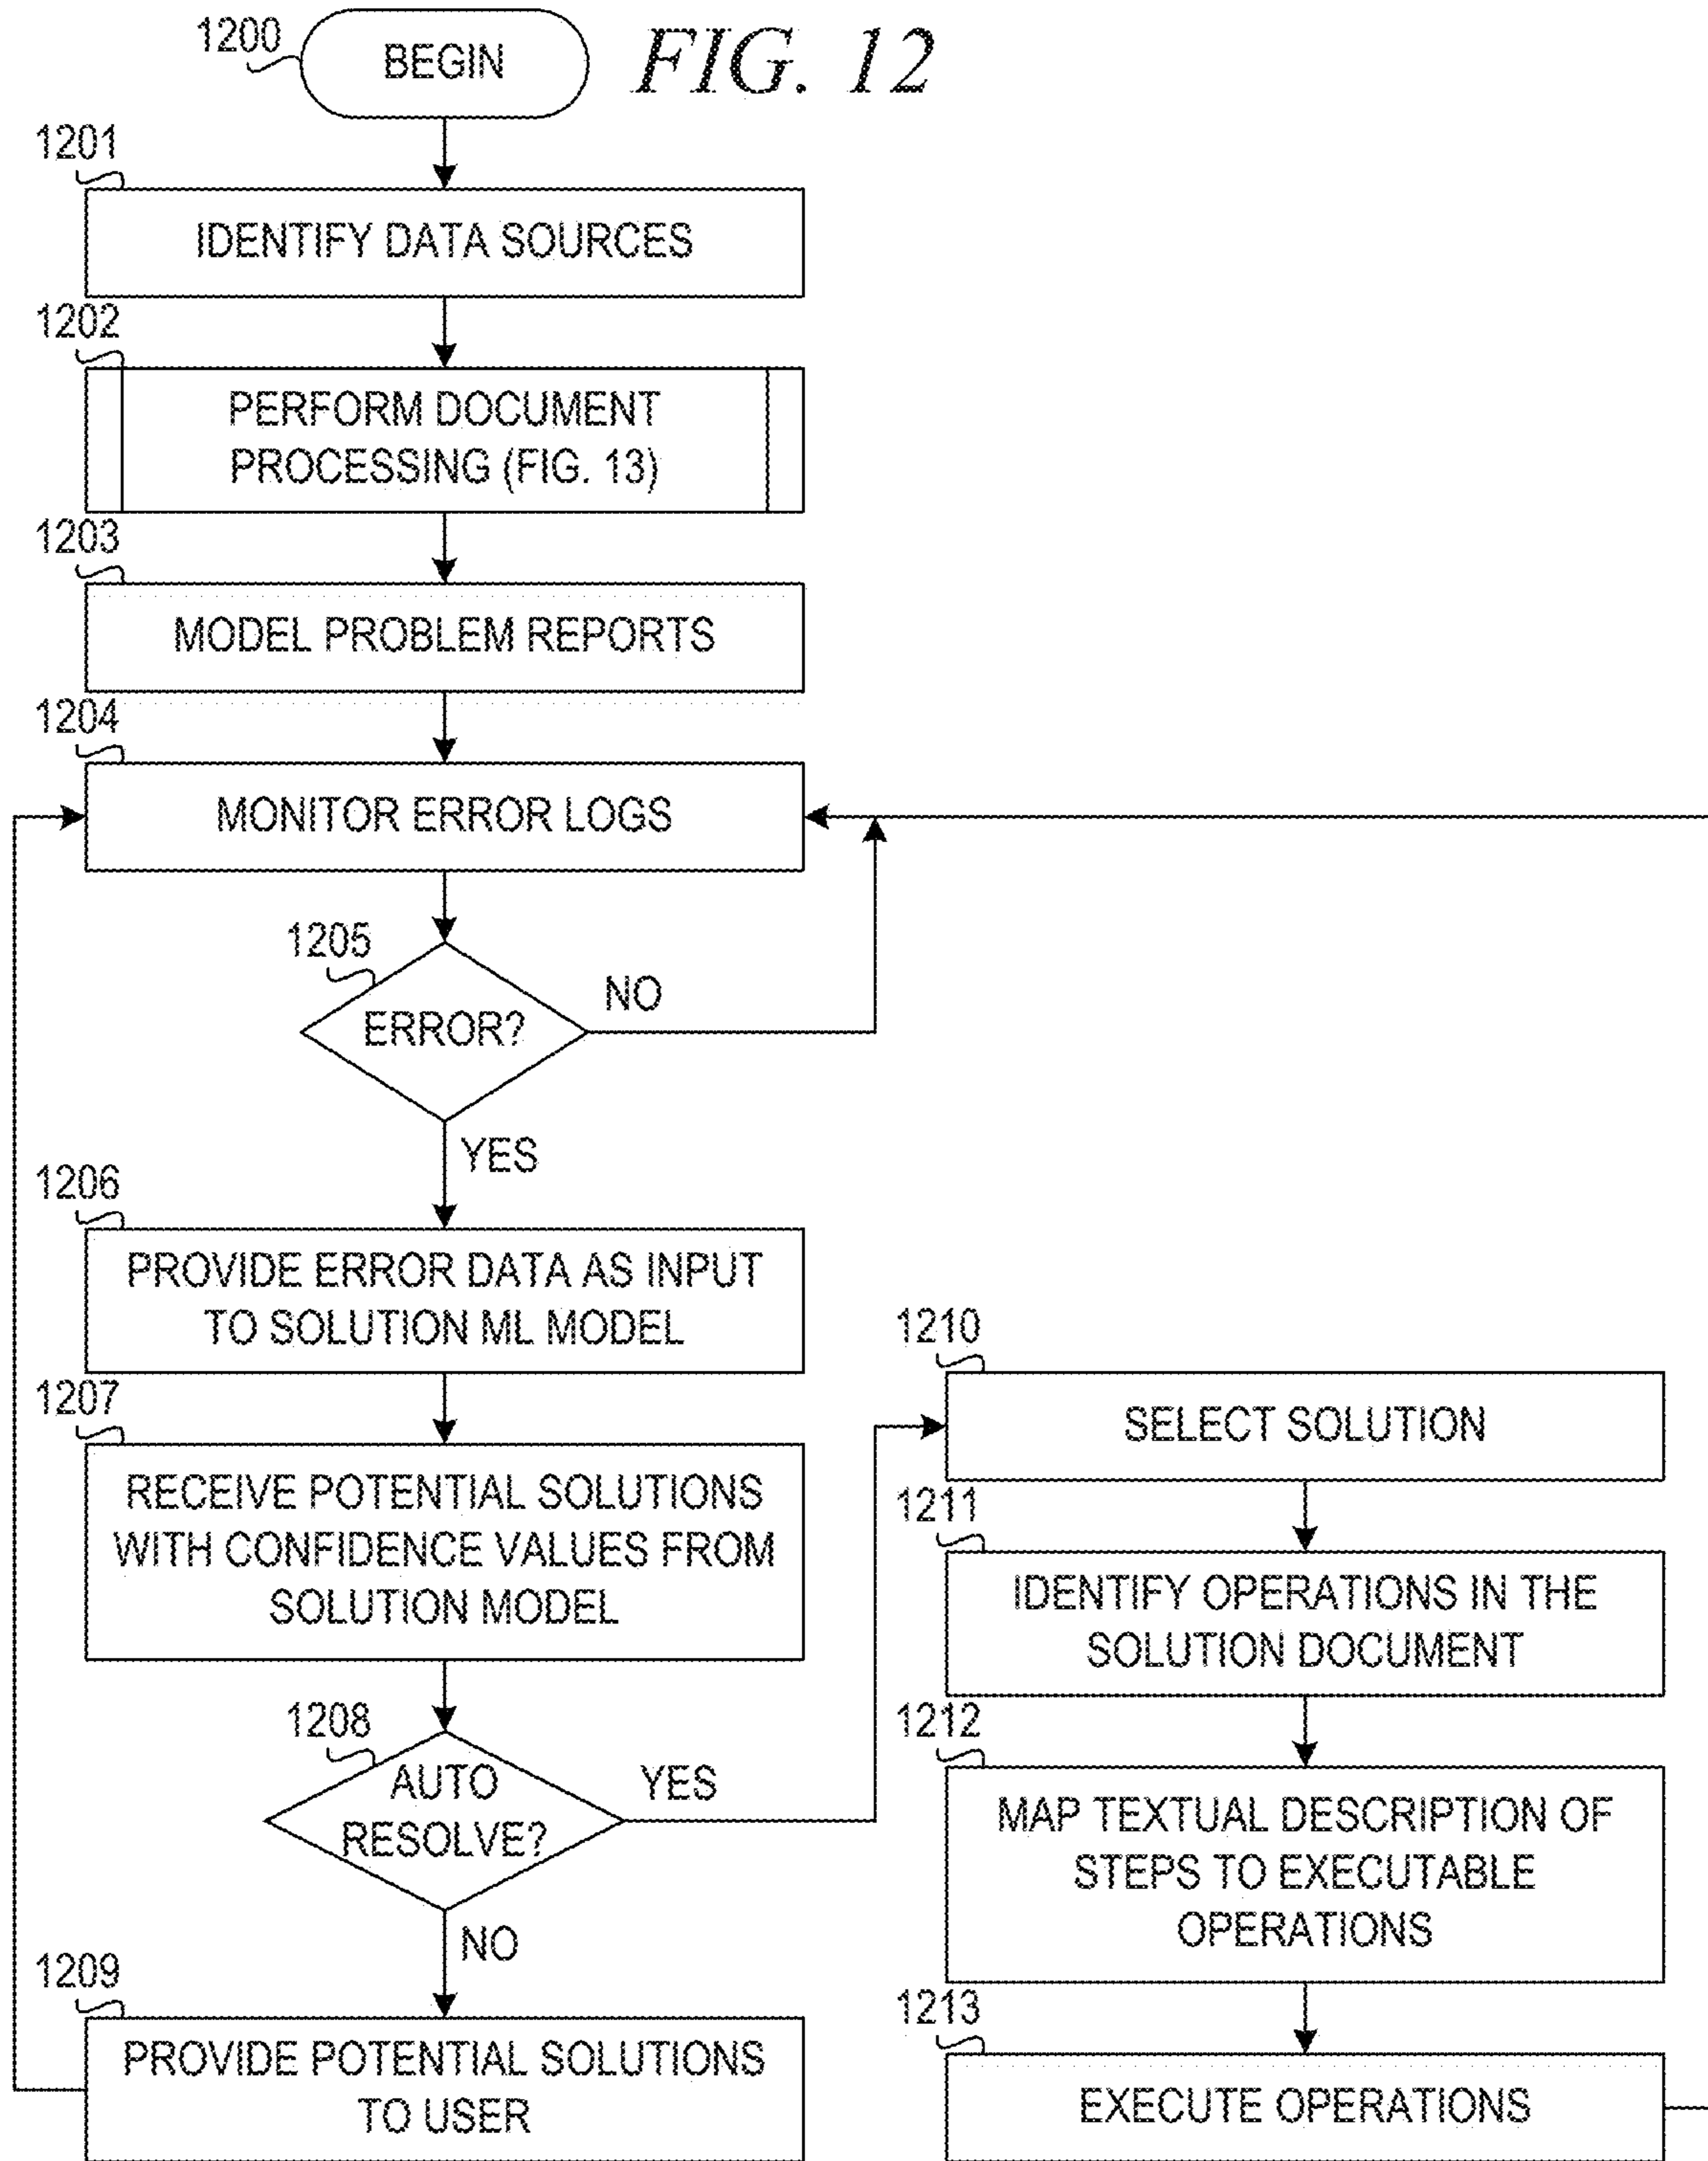 1200
BEGIN
FIG. 12
1201
IDENTIFY DATA SOURCES
1202
PERFORM DOCUMENT
PROCESSING (FIG. 13)
1203
MODEL PROBLEM REPORTS
1204
MONITOR ERROR LOGS
1205
ERROR?
NO
YES
1206
PROVIDE ERROR DATA AS INPUT
TO SOLUTION ML MODEL
1207
RECEIVE POTENTIAL SOLUTIONS
WITH CONFIDENCE VALUES FROM
SOLUTION MODEL
1208
AUTO
RESOLVE?
YES
NO
1209
PROVIDE POTENTIAL SOLUTIONS
TO USER
1210
SELECT SOLUTION
1211
IDENTIFY OPERATIONS IN THE
SOLUTION DOCUMENT
1212
MAP TEXTUAL DESCRIPTION OF
STEPS TO EXECUTABLE
OPERATIONS
1213
EXECUTE OPERATIONS